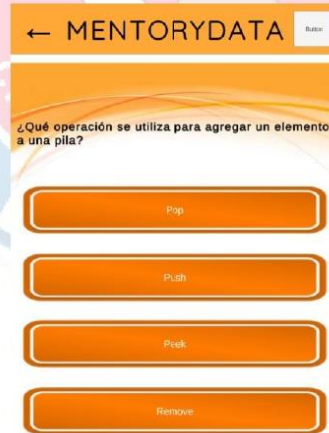 ← MENTORYDATA
Button
¿Qué operación se utiliza para agregar un elemento
a una pila?
Pop
Push
Peek
Remove